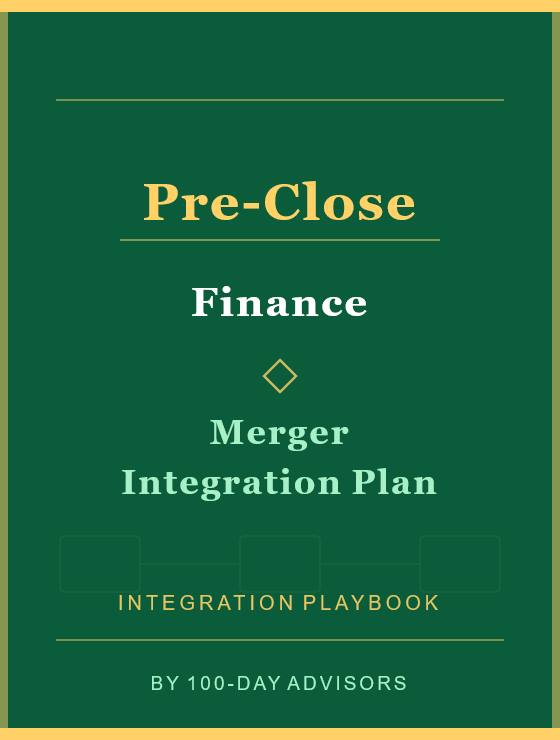 Pre-Close
Finance
Merger
Integration Plan
INTEGRATION PLAYBOOK
BY 100-DAY ADVISORS